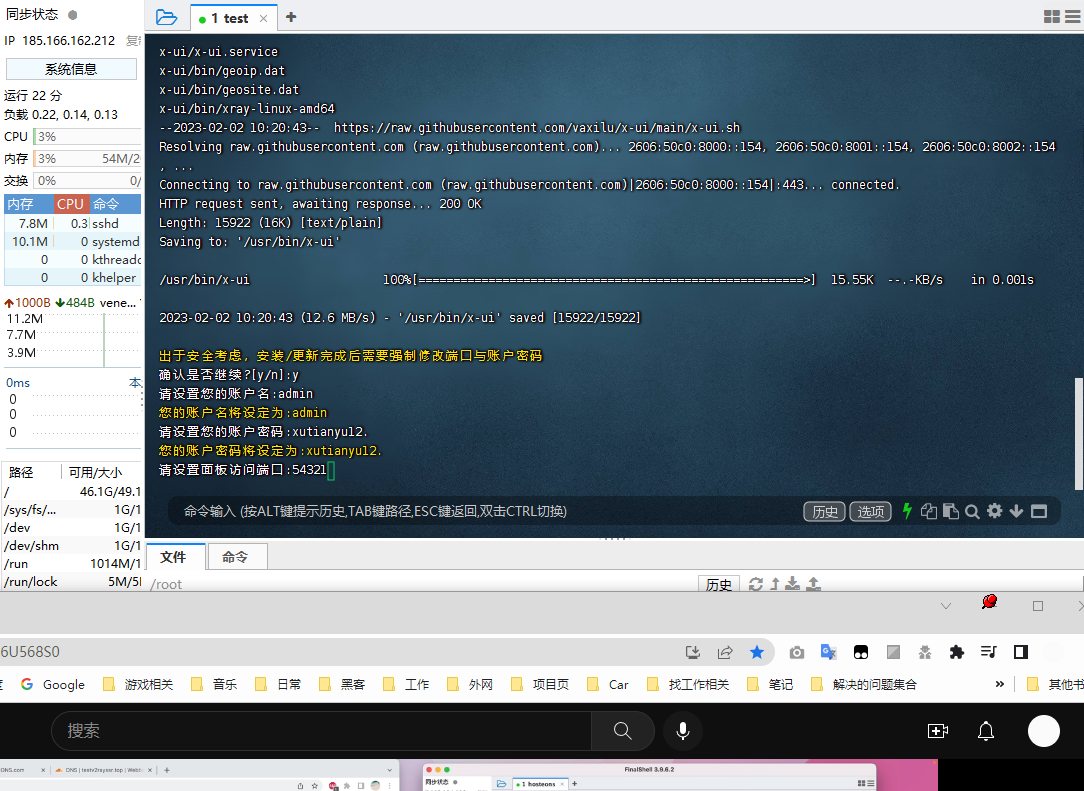 同步状态
IP 185.166.162.212 复制
系统信息
运行 22 分
负载 0.22, 0.14, 0.13
CPU 3%
内存 3% 54M/2
交换 0% 0/
内存 CPU 命令
7.8M 0.3 sshd
10.1M 0 systemd
0 0 kthreadd
0 0 khelper
1000B 484B vene...
11.2M
7.7M
3.9M
0ms 本
0
0
0
路径 可用/大小
/ 46.1G/49.1
/sys/fs/... 1G/1
/dev 1G/1
/dev/shm 1G/1
/run 1014M/1
/run/lock 5M/5
1 test
x-ui/x-ui.service
x-ui/bin/geoip.dat
x-ui/bin/geosite.dat
x-ui/bin/xray-linux-amd64
--2023-02-02 10:20:43-- https://raw.githubusercontent.com/vaxilu/x-ui/main/x-ui.sh
Resolving raw.githubusercontent.com (raw.githubusercontent.com)... 2606:50c0:8000::154, 2606:50c0:8001::154, 2606:50c0:8002::154
, ...
Connecting to raw.githubusercontent.com (raw.githubusercontent.com)|2606:50c0:8000::154|:443... connected.
HTTP request sent, awaiting response... 200 OK
Length: 15922 (16K) [text/plain]
Saving to: '/usr/bin/x-ui'
/usr/bin/x-ui 100%[======================================================>] 15.55K --.-KB/s in 0.001s
2023-02-02 10:20:43 (12.6 MB/s) - '/usr/bin/x-ui' saved [15922/15922]
出于安全考虑，安装/更新完成后需要强制修改端口与账户密码
确认是否继续?[y/n]:y
请设置您的账户名:admin
您的账户名将设定为:admin
请设置您的账户密码:xutianyu12.
您的账户密码将设定为:xutianyu12.
请设置面板访问端口:54321
命令输入 (按ALT键提示历史,TAB键路径,ESC键返回,双击CTRL切换)
历史 选项
文件 命令
/root 历史
6U568S0
Google 游戏相关 音乐 日常 黑客 工作 外网 项目页 Car 找工作相关 笔记 解决的问题集合 » 其他书
搜索
DNS | testv2rayssr.top | Web
FinalShell 3.9.6.2
同步状态 1 hosteons